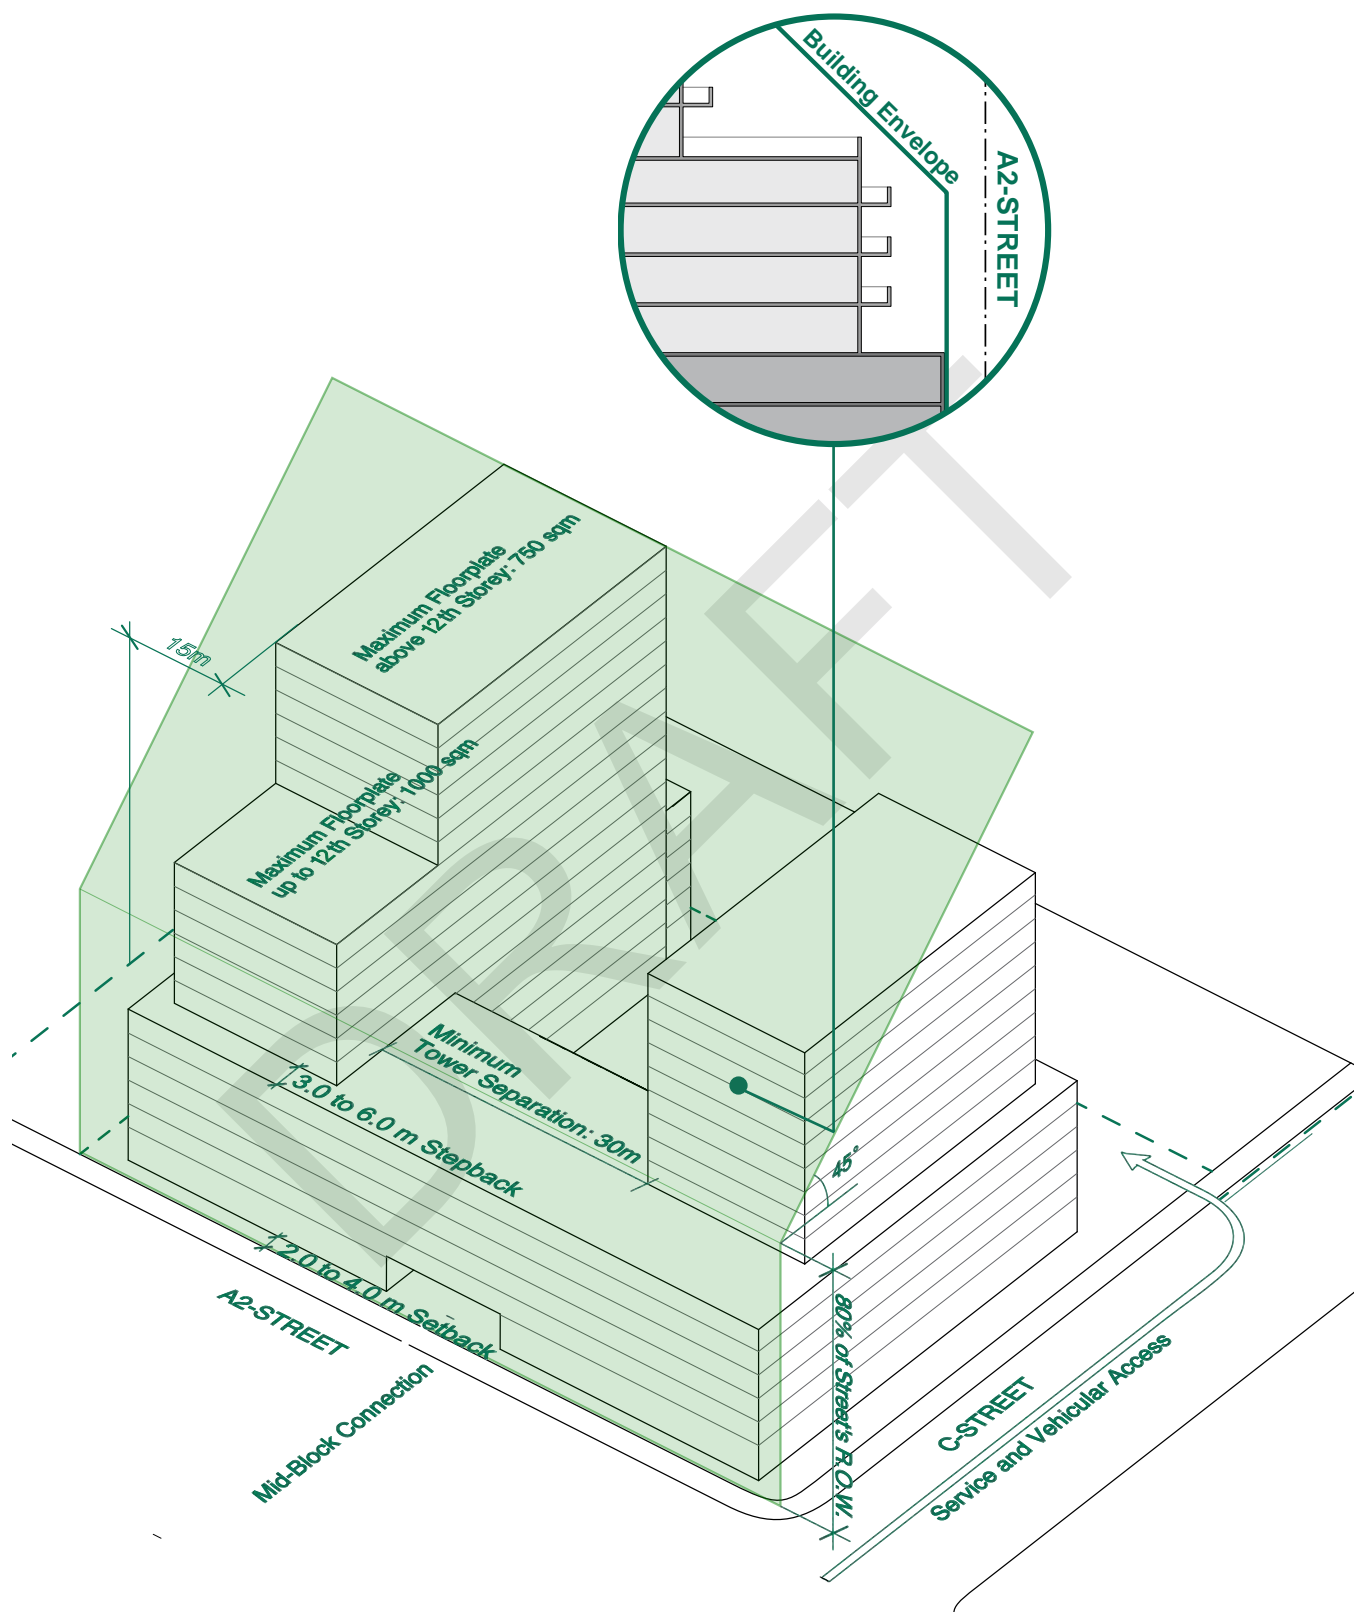 Building Envelope
A2-STREET
Maximum Floorplate
above 12th Storey: 750 sqm
15m
Maximum Floorplate
up to 12th Storey: 1000 sqm
Minimum
Tower Separation: 30m
3.0 to 6.0 m Stepback
45°
2.0 to 4.0 m Setback
A2-STREET
Mid-Block Connection
80% of Street's R.O.W.
C-STREET
Service and Vehicular Access
DRAFT